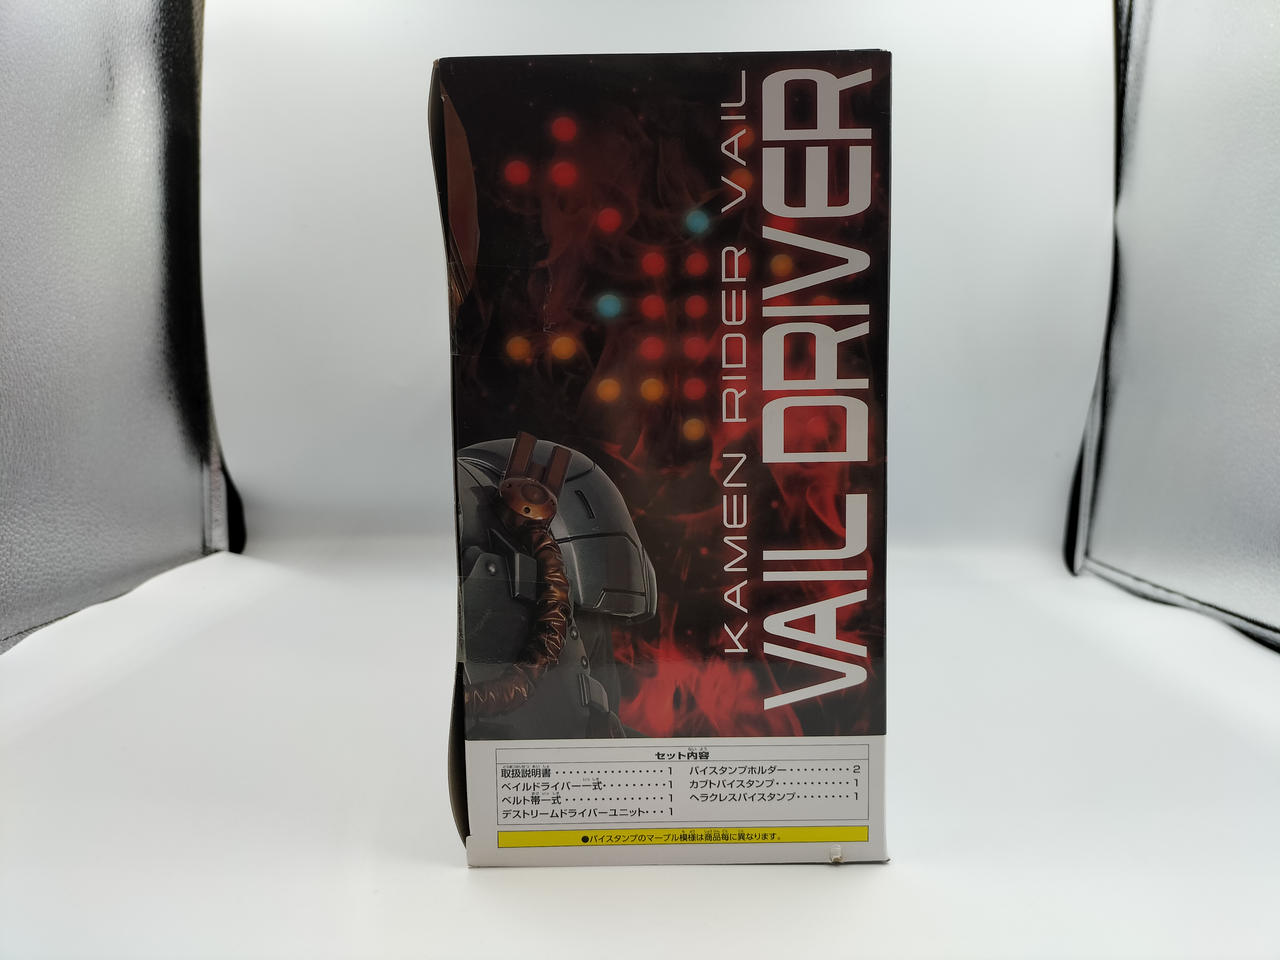 KAMEN RIDER VAIL
VAIL DRIVER
セット内容
取扱説明書・・・・・・・・・・・・・・・・1
ベイルドライバー一式・・・・・・・・・1
ベルト帯一式・・・・・・・・・・・・・・1
デストリームドライバーユニット・・・1
バイスタンプホルダー・・・・・・・・・2
カブトバイスタンプ・・・・・・・・・・・1
ヘラクレスバイスタンプ・・・・・・・・1
●バイスタンプのマーブル模様は商品毎に異なります。